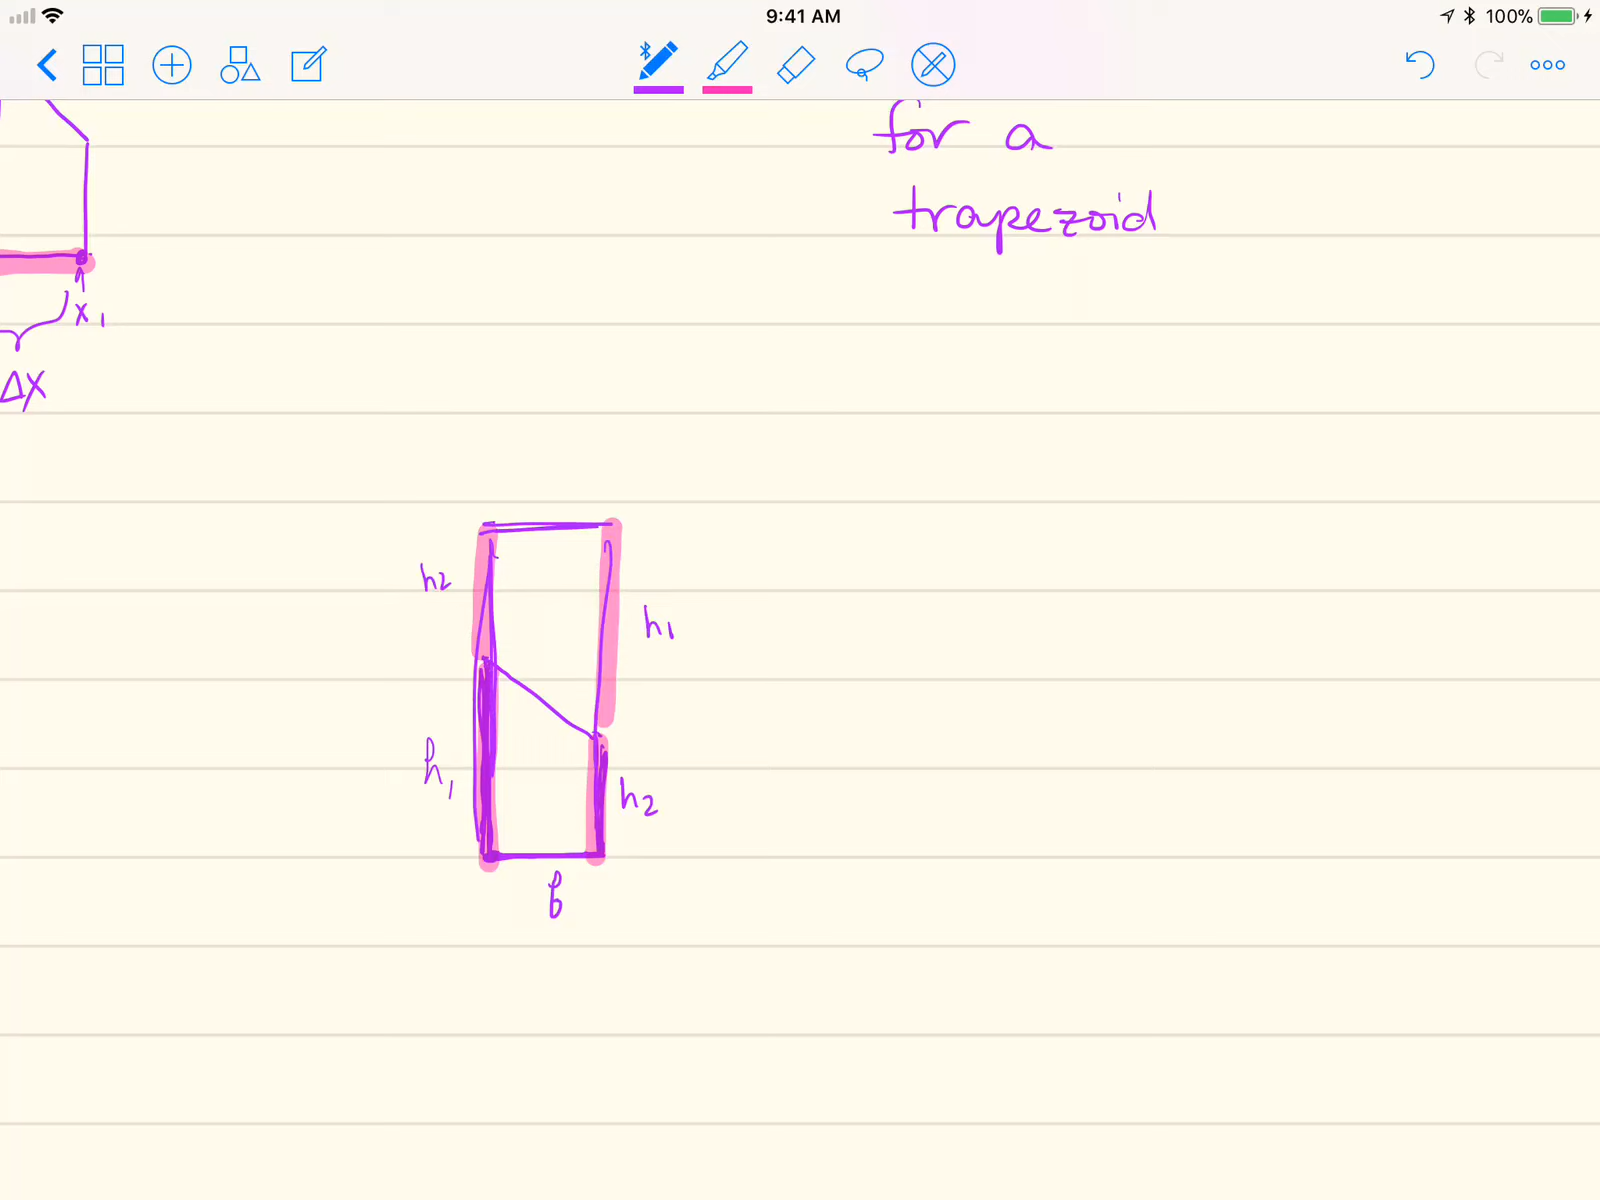 9:41 AM
100%
for a
trapezoid
x₁
Δx
h₂
h₁
h₁
h₂
b